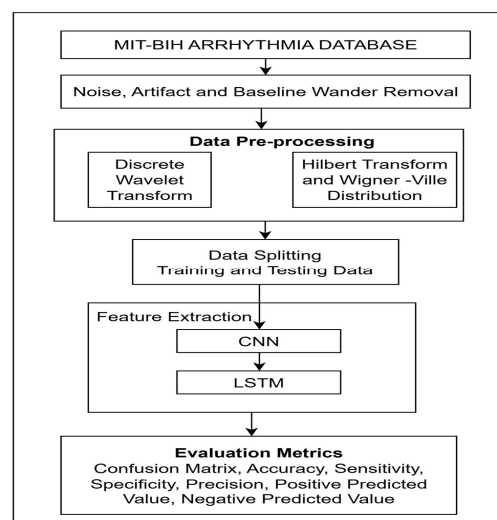 MIT-BIH ARRHYTHMIA DATABASE
Noise, Artifact and Baseline Wander Removal
Data Pre-processing
Discrete
Wavelet
Transform
Hilbert Transform
and Wigner -Ville
Distribution
Data Splitting
Training and Testing Data
Feature Extraction
CNN
LSTM
Evaluation Metrics
Confusion Matrix, Accuracy, Sensitivity,
Specificity, Precision, Positive Predicted
Value, Negative Predicted Value